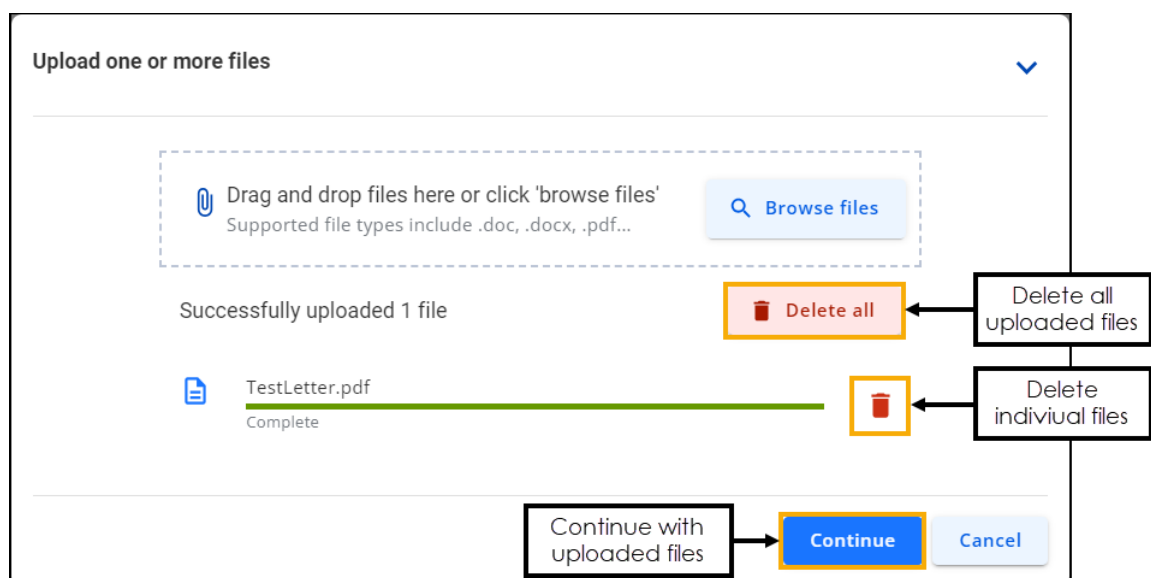 Upload one or more files
Drag and drop files here or click 'browse files'
Supported file types include .doc, .docx, .pdf...
Browse files
Successfully uploaded 1 file
Delete all
Delete all
uploaded files
TestLetter.pdf
Complete
Delete
indiviual files
Continue with
uploaded files
Continue
Cancel